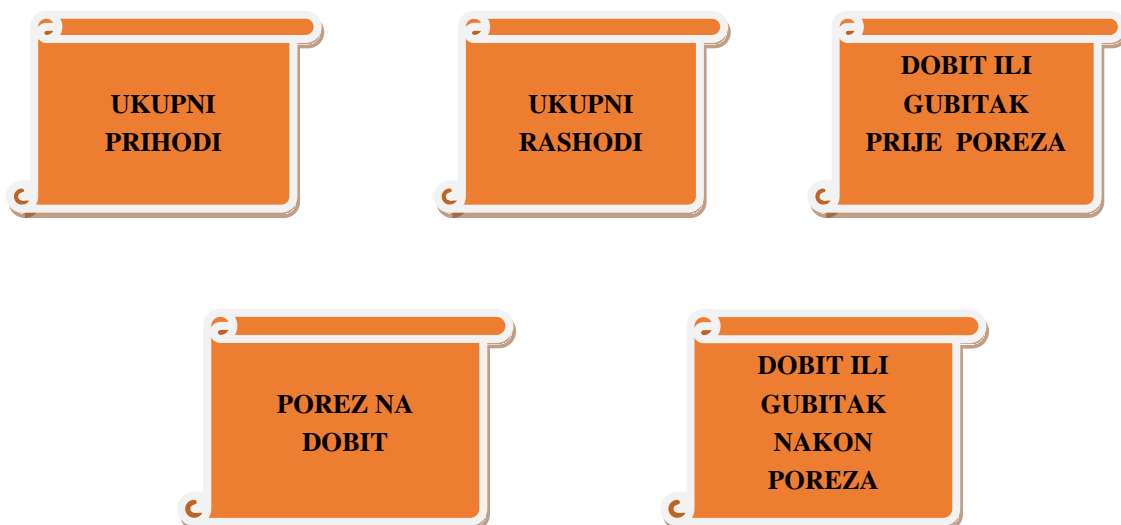 UKUPNI
PRIHODI
UKUPNI
RASHODI
DOBIT ILI
GUBITAK
PRIJE POREZA
POREZ NA
DOBIT
DOBIT ILI
GUBITAK
NAKON
POREZA